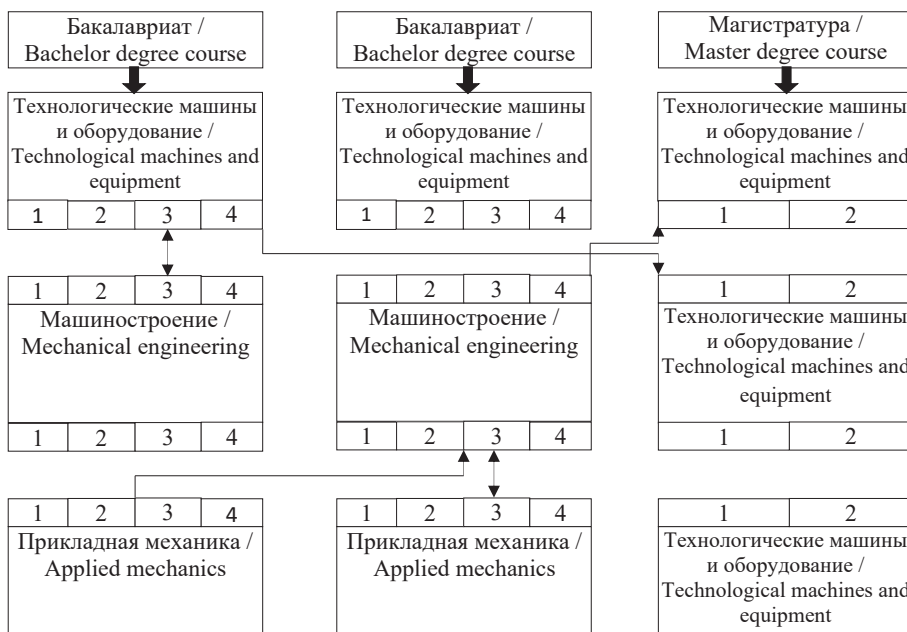 Бакалавриат /
Bachelor degree course
Бакалавриат /
Bachelor degree course
Магистратура /
Master degree course
Технологические машины
и оборудование /
Technological machines and
equipment
1 2 3 4
Технологические машины
и оборудование /
Technological machines and
equipment
1 2 3 4
Технологические машины
и оборудование /
Technological machines and
equipment
1 2
1 2 3 4
Машиностроение /
Mechanical engineering
1 2 3 4
1 2 3 4
Машиностроение /
Mechanical engineering
1 2 3 4
1 2
Технологические машины
и оборудование /
Technological machines and
equipment
1 2
1 2 3 4
Прикладная механика /
Applied mechanics
1 2 3 4
Прикладная механика /
Applied mechanics
1 2
Технологические машины
и оборудование /
Technological machines and
equipment